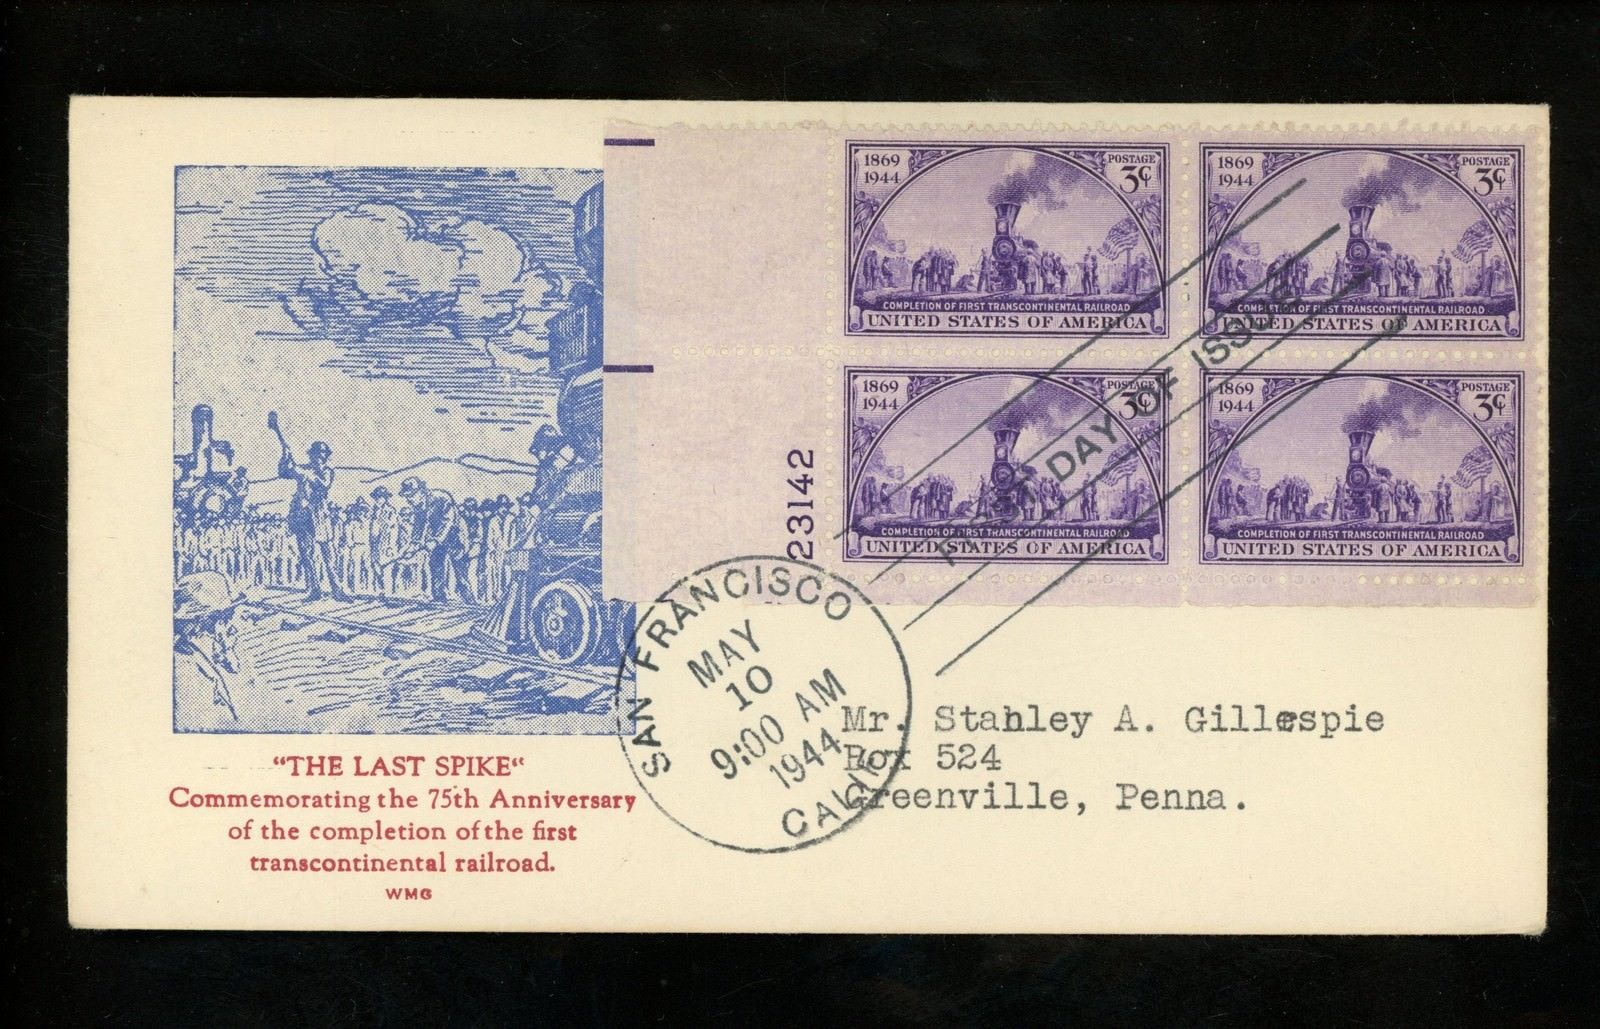 1869
1944
POSTAGE
3¢
COMPLETION OF FIRST TRANSCONTINENTAL RAILROAD
UNITED STATES OF AMERICA
1869
1944
POSTAGE
3¢
COMPLETION OF FIRST TRANSCONTINENTAL RAILROAD
UNITED STATES OF AMERICA
1869
1944
POSTAGE
3¢
COMPLETION OF FIRST TRANSCONTINENTAL RAILROAD
UNITED STATES OF AMERICA
1869
1944
POSTAGE
3¢
COMPLETION OF FIRST TRANSCONTINENTAL RAILROAD
UNITED STATES OF AMERICA
23142
FIRST DAY OF ISSUE
SAN FRANCISCO
MAY
10
9:00 AM
1944
CALIF.
Mr. Stanley A. Gillespie
Box 524
Greenville, Penna.
"THE LAST SPIKE"
Commemorating the 75th Anniversary
of the completion of the first
transcontinental railroad.
WMG